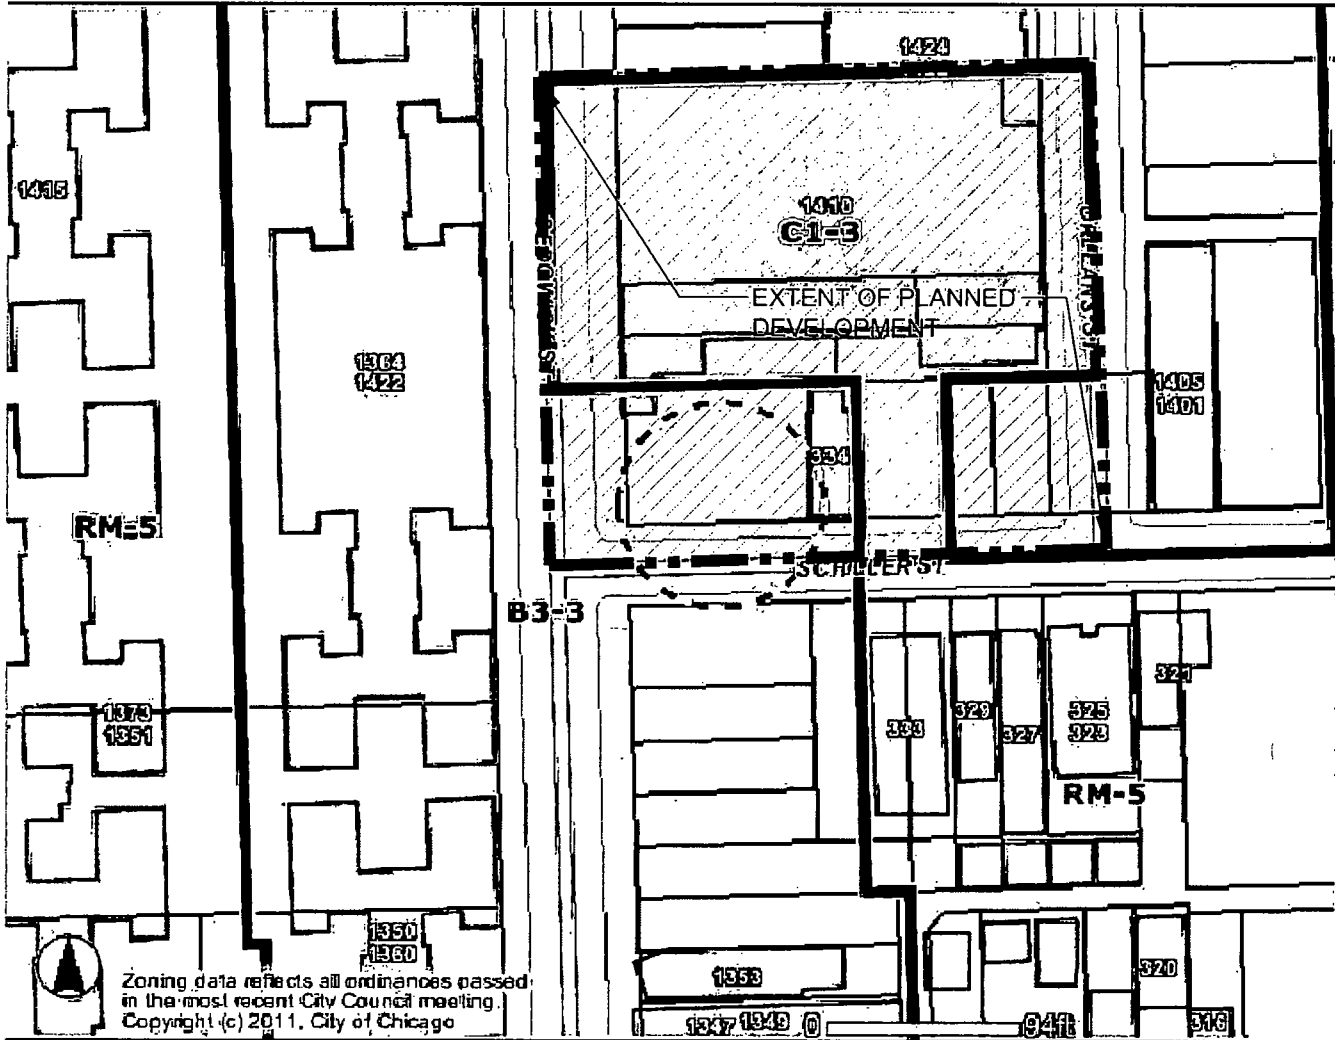 1424
1415
1410
C1-3
S SEDGWICK
ORLEANS ST
EXTENT OF PLANNED
DEVELOPMENT
1364
1422
1405
1401
334
RM-5
SCHILLER ST
B3-3
321
329
325
323
333
327
1373
1351
RM-5
1350
1360
320
1353
Zoning data reflects all ordinances passed
in the most recent City Council meeting.
Copyright (c) 2011, City of Chicago
1347 1349 0 94ft 316